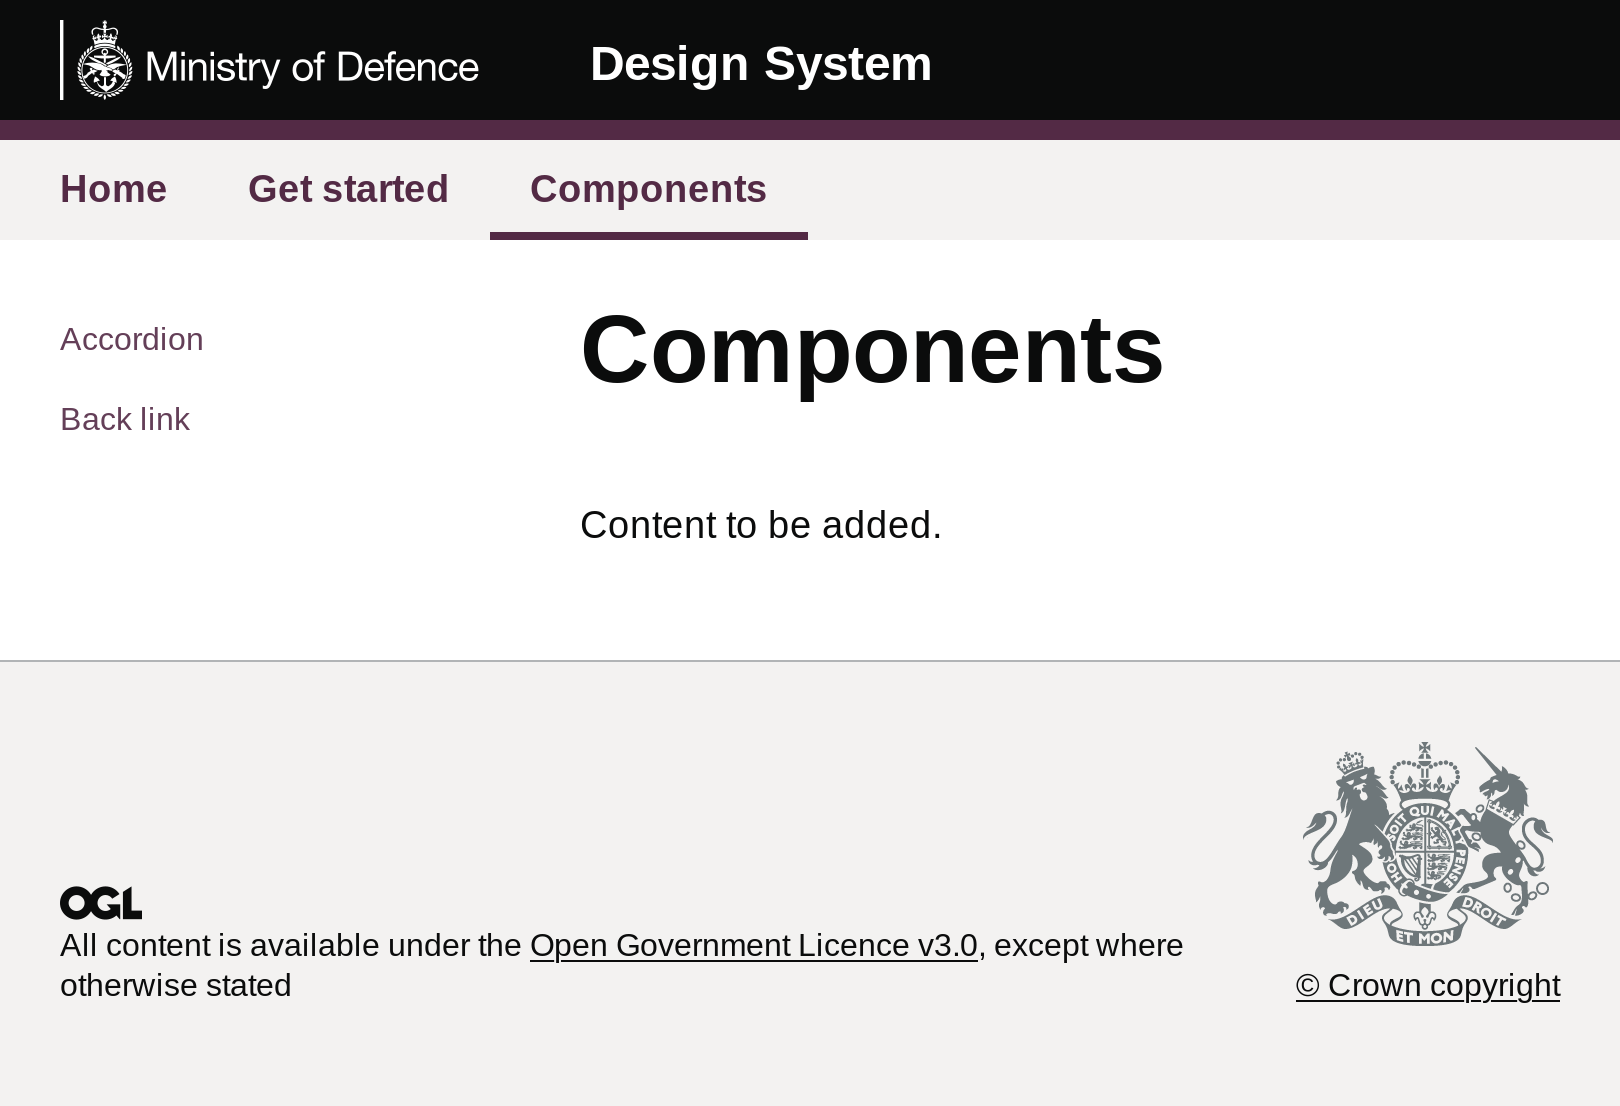 Ministry of Defence
Design System
Home
Get started
Components
Accordion
Back link
Components
Content to be added.
OGL
All content is available under the Open Government Licence v3.0, except where
otherwise stated
SOIT QUI MAL Y PENSE
HON
DIEU
ET MON
DROIT
© Crown copyright